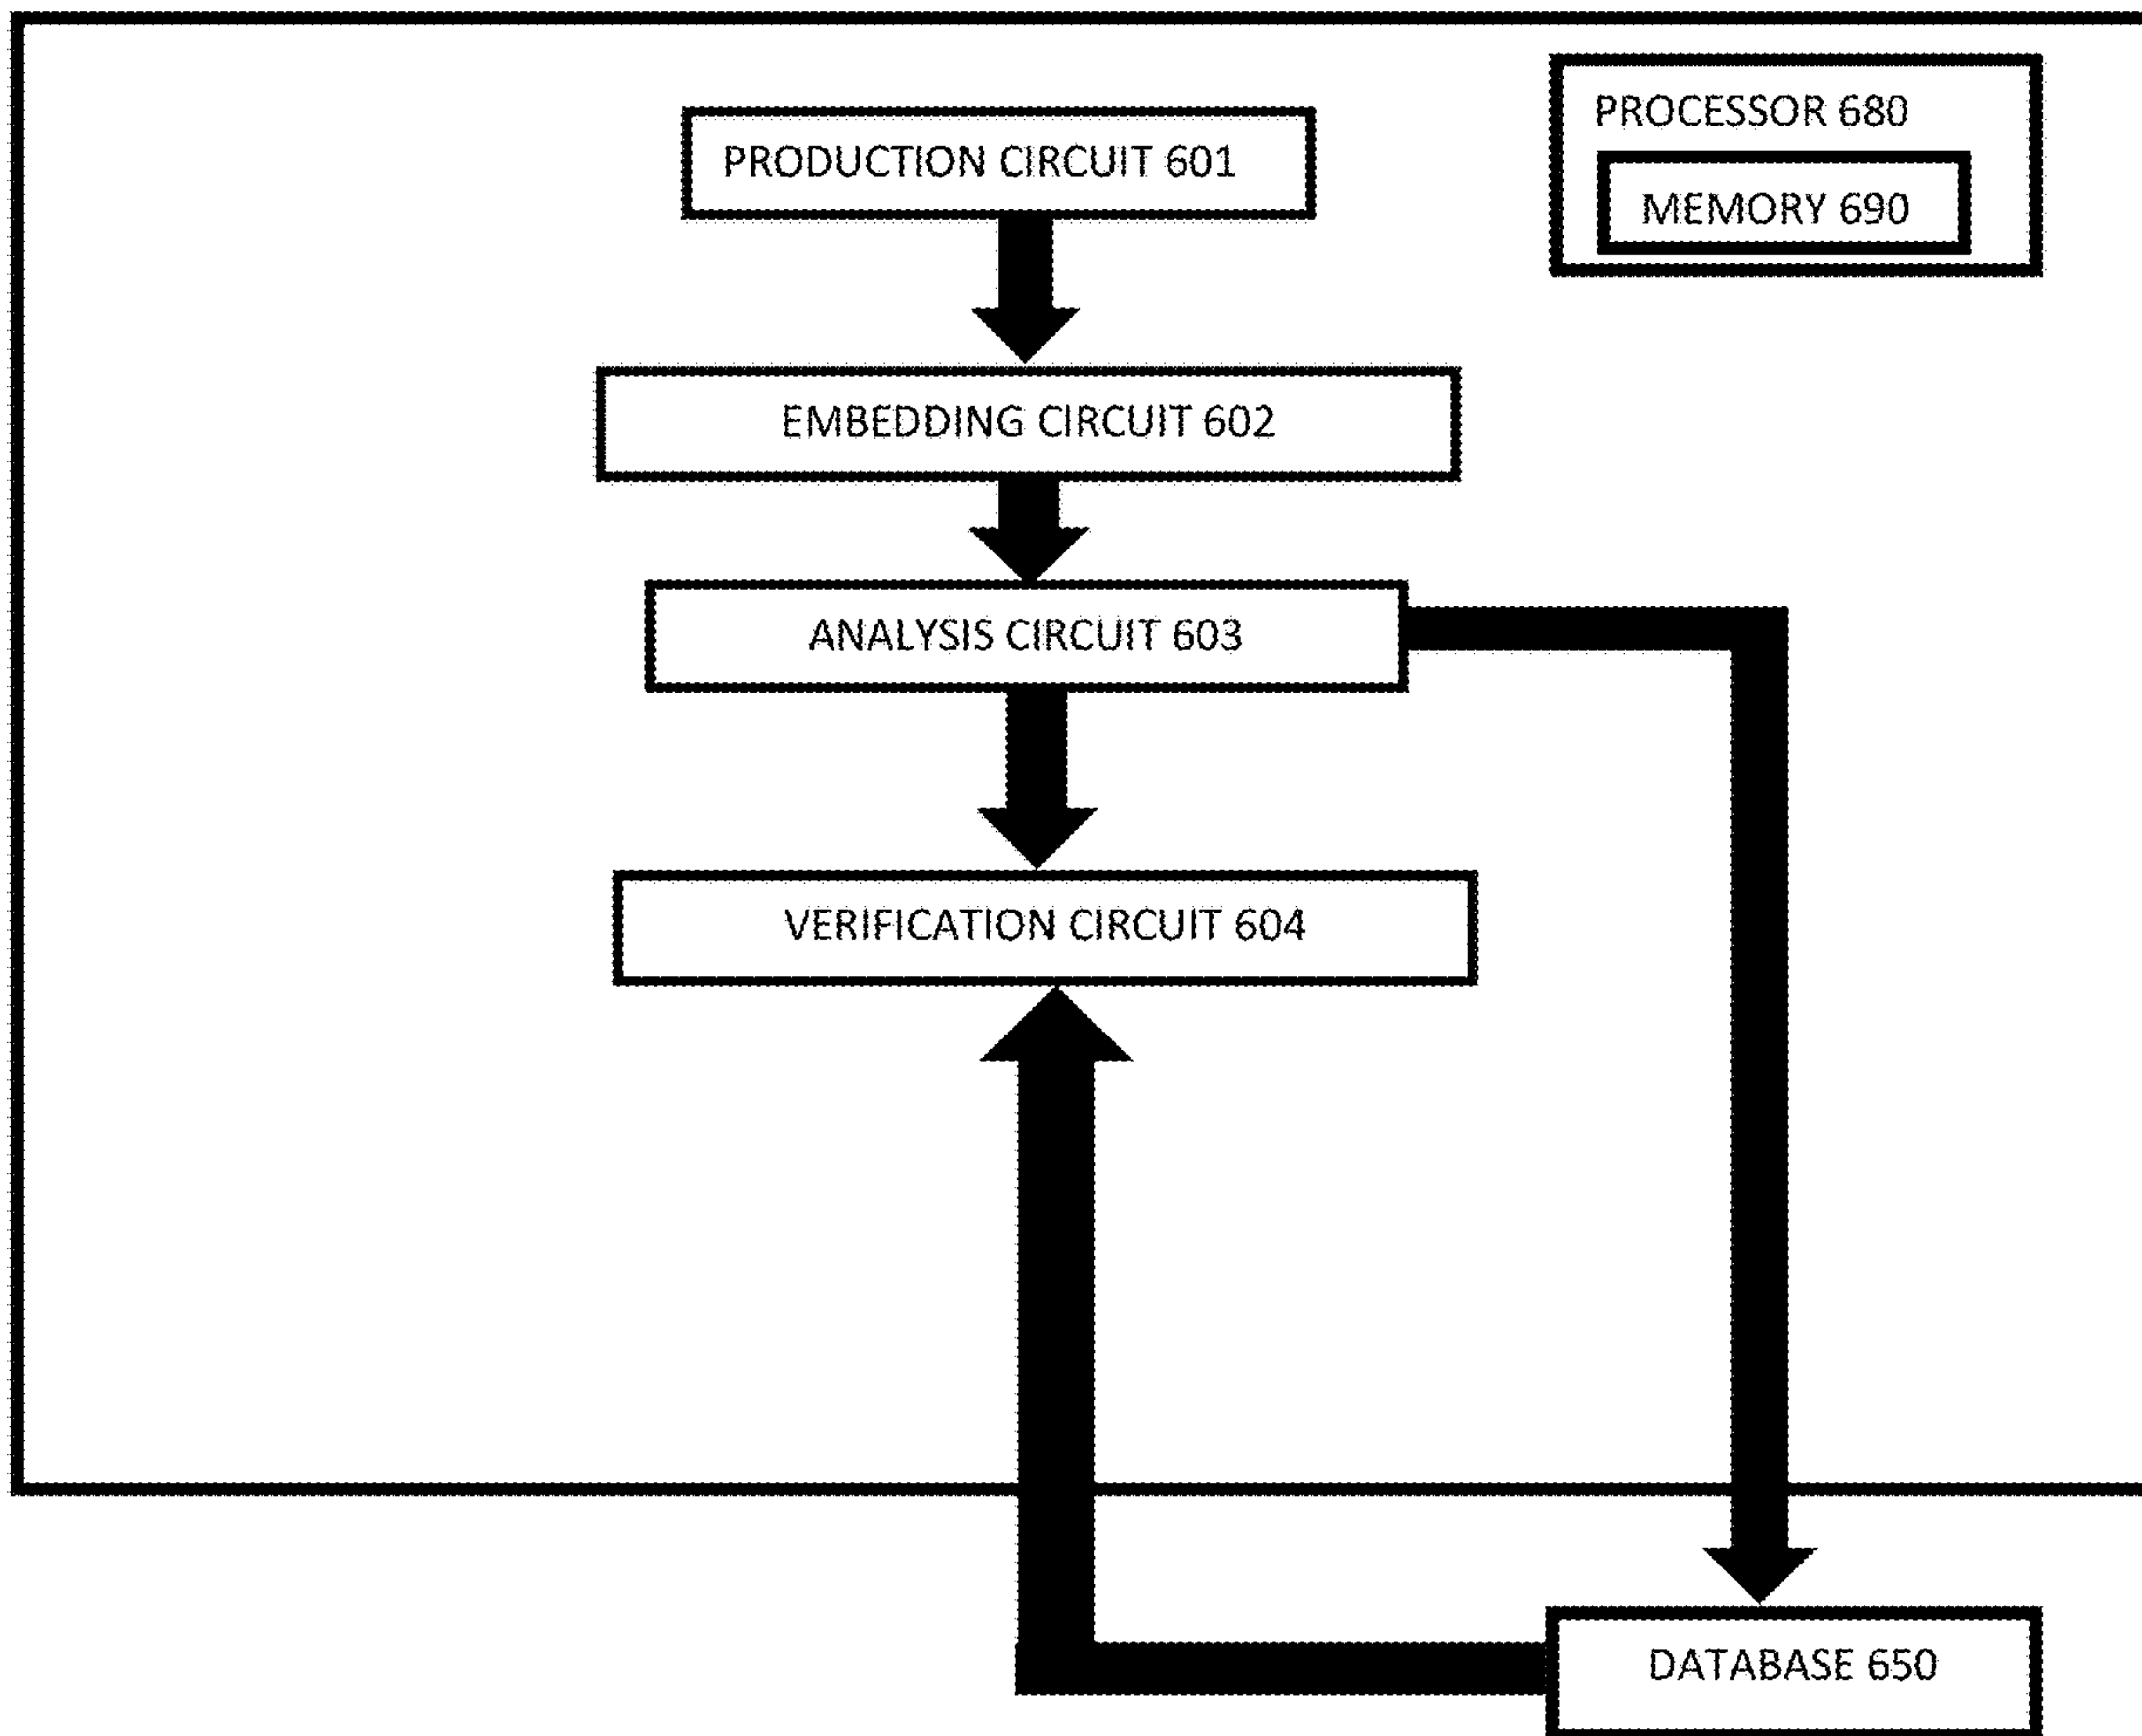 PROCESSOR 680
MEMORY 690
PRODUCTION CIRCUIT 601
EMBEDDING CIRCUIT 602
ANALYSIS CIRCUIT 603
VERIFICATION CIRCUIT 604
DATABASE 650